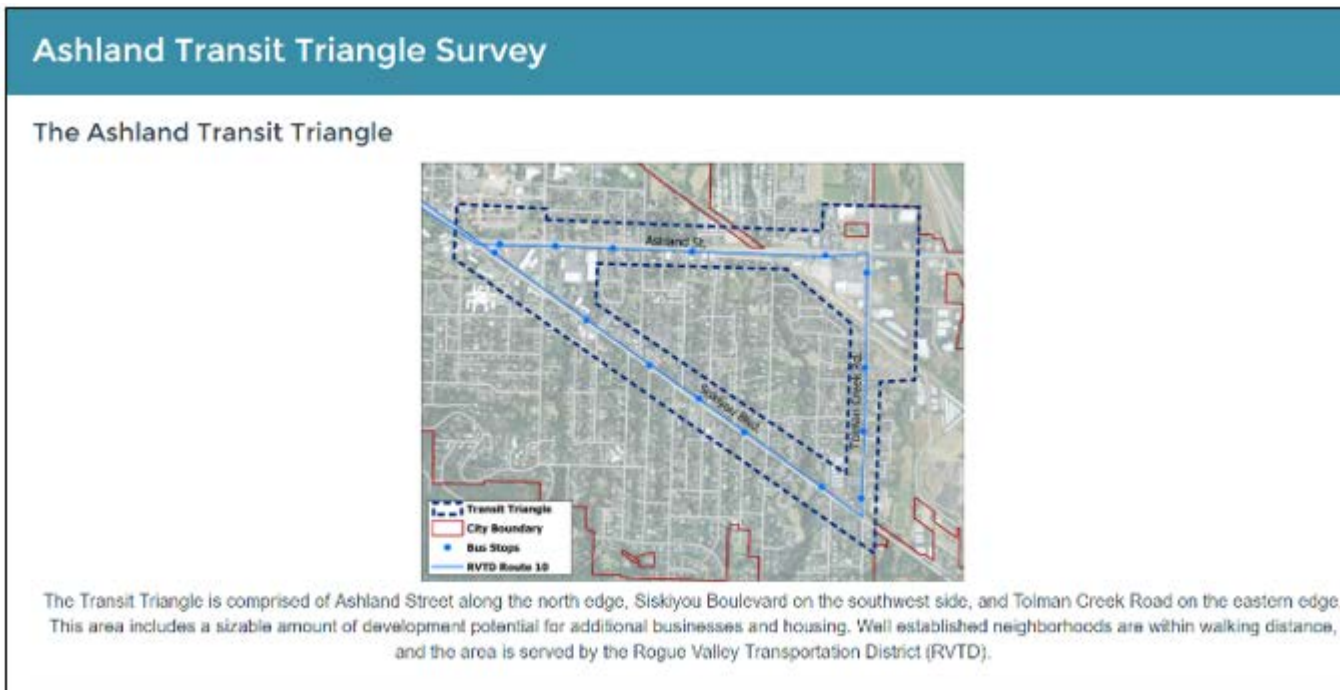 Ashland Transit Triangle Survey
The Ashland Transit Triangle
Ashland St.
Siskiyou Blvd.
Tolman Creek Rd.
Transit Triangle
City Boundary
Bus Stops
RVTD Route 10
The Transit Triangle is comprised of Ashland Street along the north edge, Siskiyou Boulevard on the southwest side, and Tolman Creek Road on the eastern edge
This area includes a sizable amount of development potential for additional businesses and housing. Well established neighborhoods are within walking distance,
and the area is served by the Rogue Valley Transportation District (RVTD).